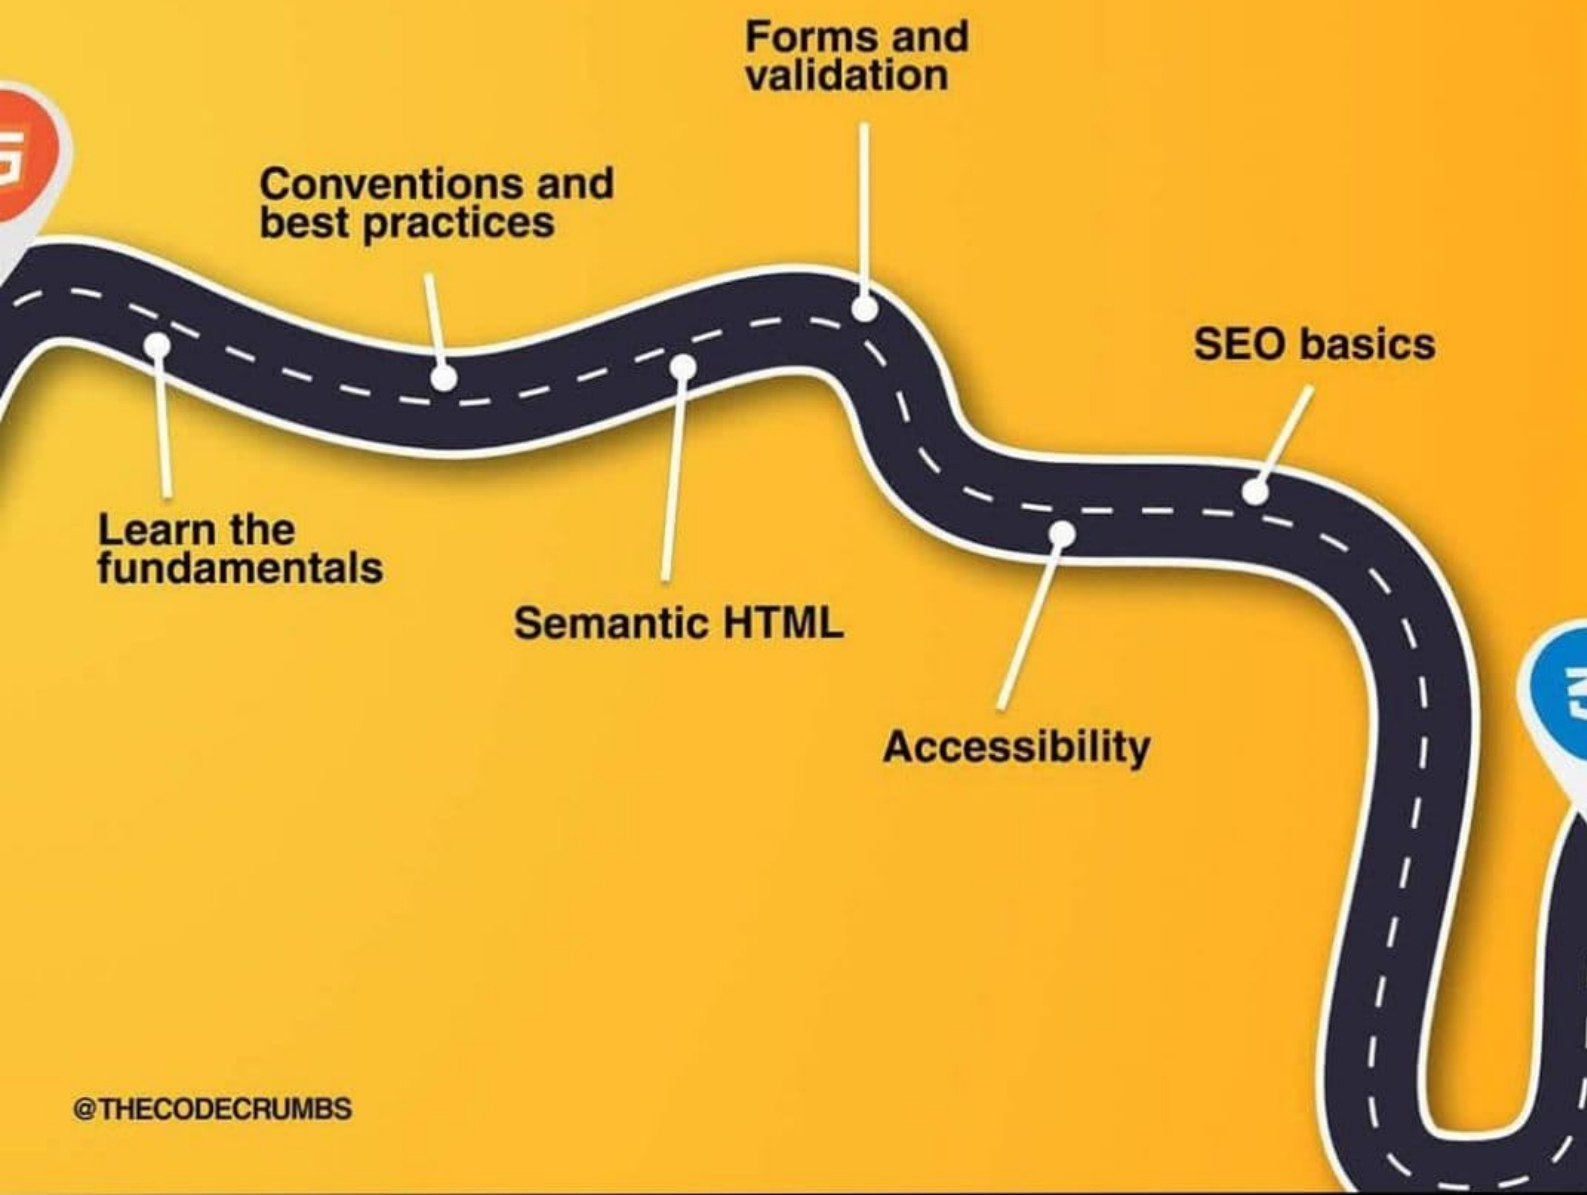 Forms and
validation
Conventions and
best practices
SEO basics
Learn the
fundamentals
Semantic HTML
Accessibility
@THECODECRUMBS